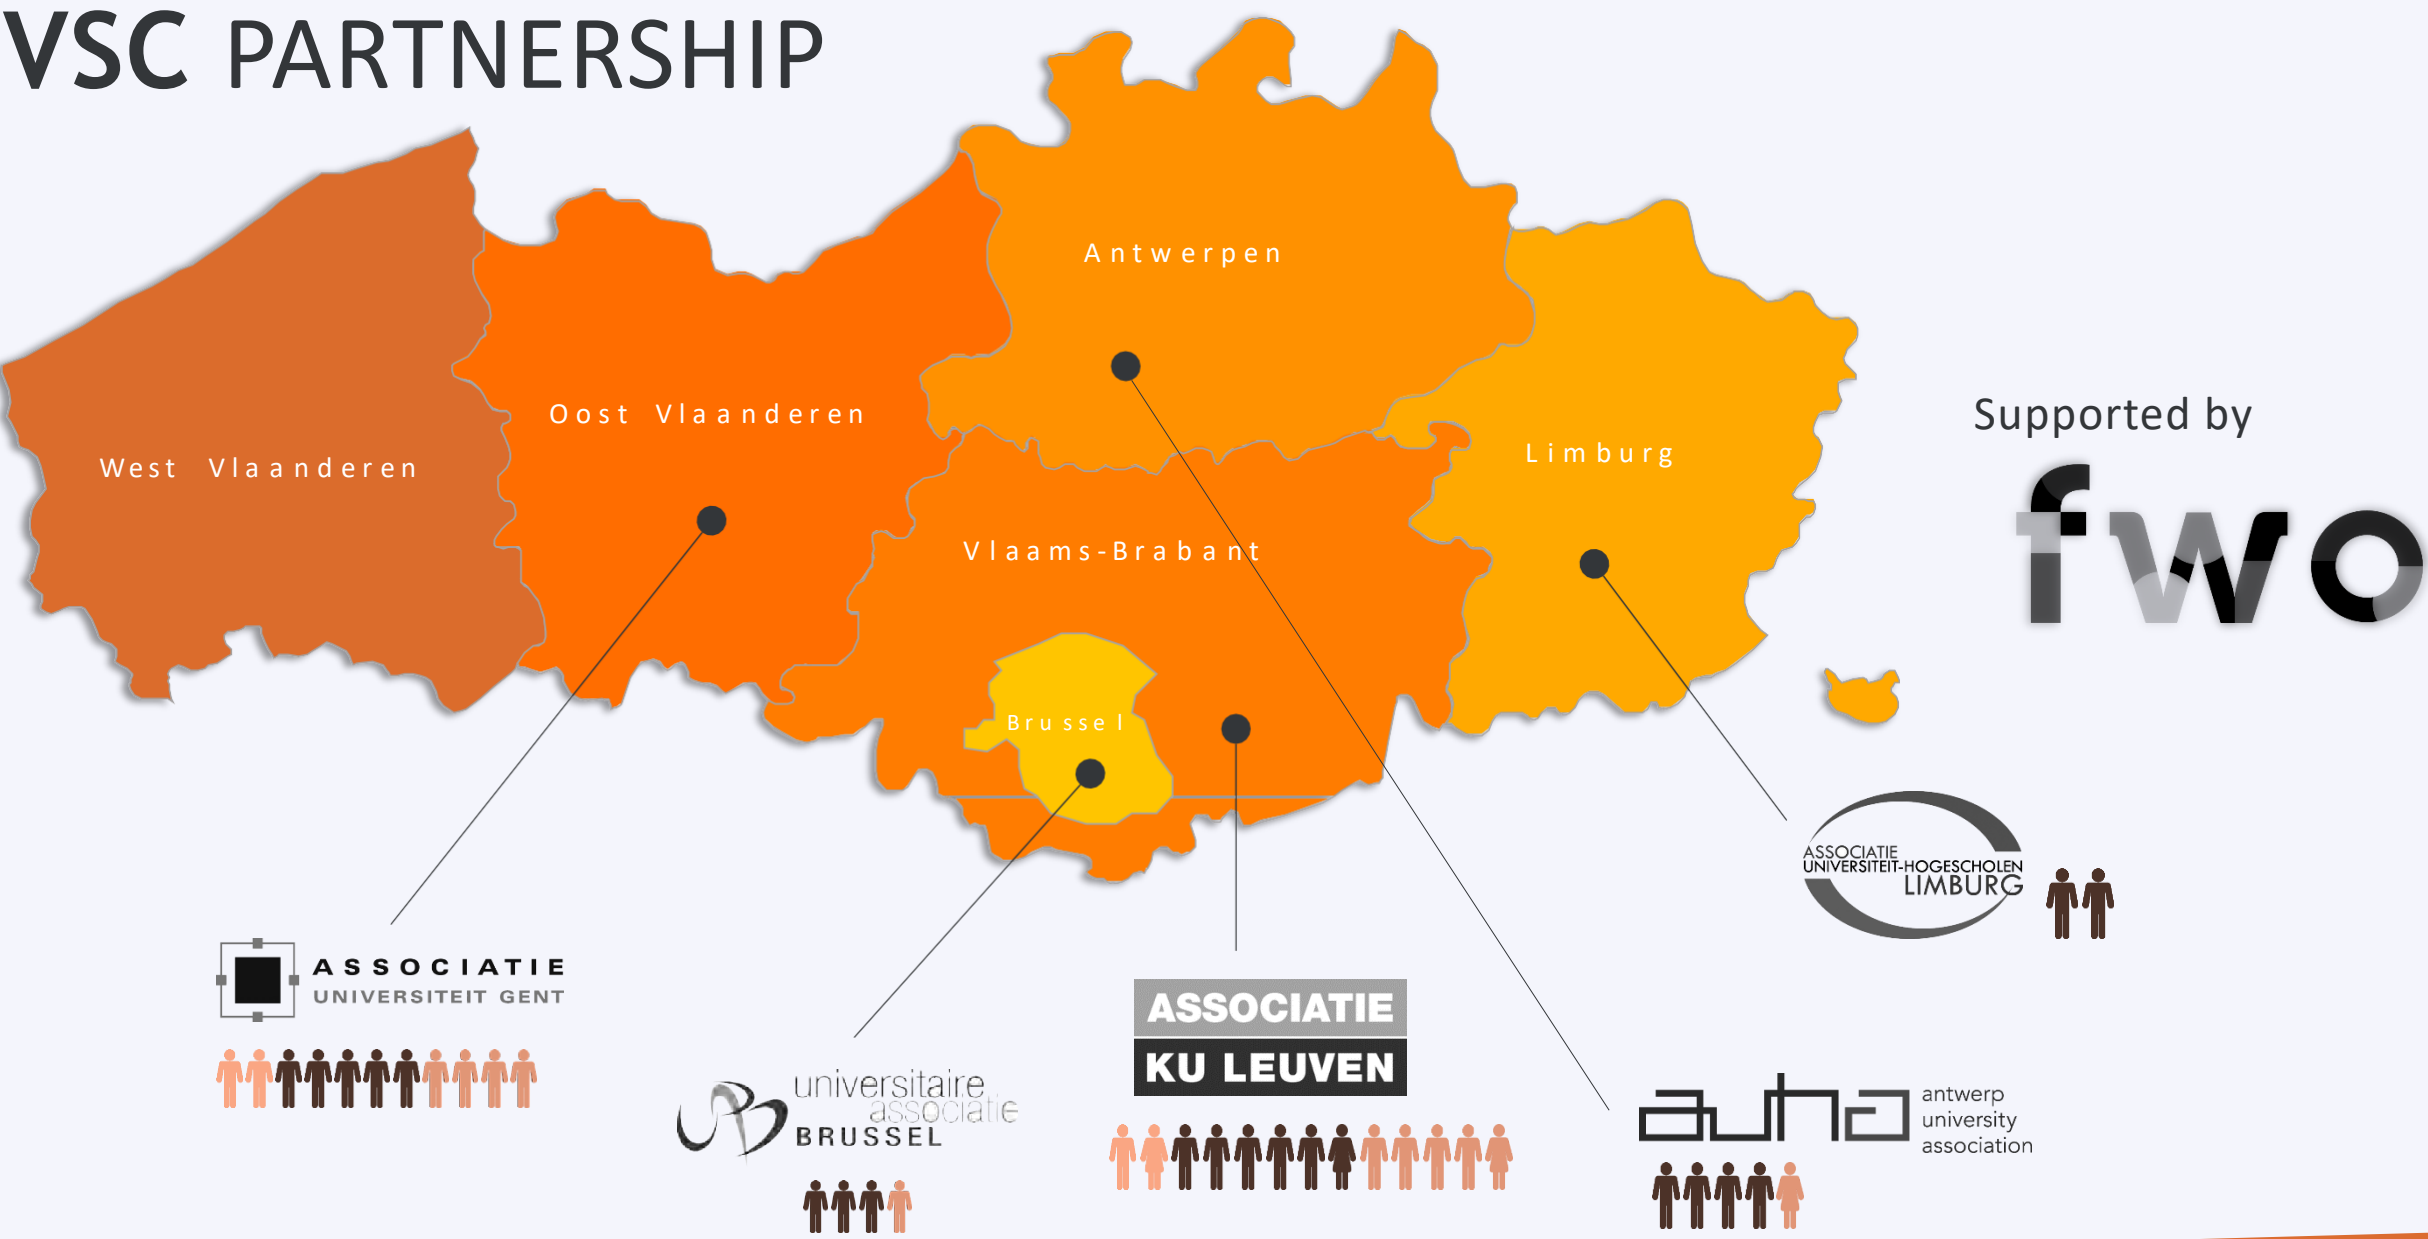 VSC PARTNERSHIP
Antwerpen
Oost Vlaanderen
West Vlaanderen
Limburg
Vlaams-Brabant
Brussel
Supported by
fwo
ASSOCIATIE
UNIVERSITEIT-HOGESCHOLEN
LIMBURG
ASSOCIATIE
UNIVERSITEIT GENT
ASSOCIATIE
KU LEUVEN
universitaire
associatie
BRUSSEL
auha
antwerp
university
association